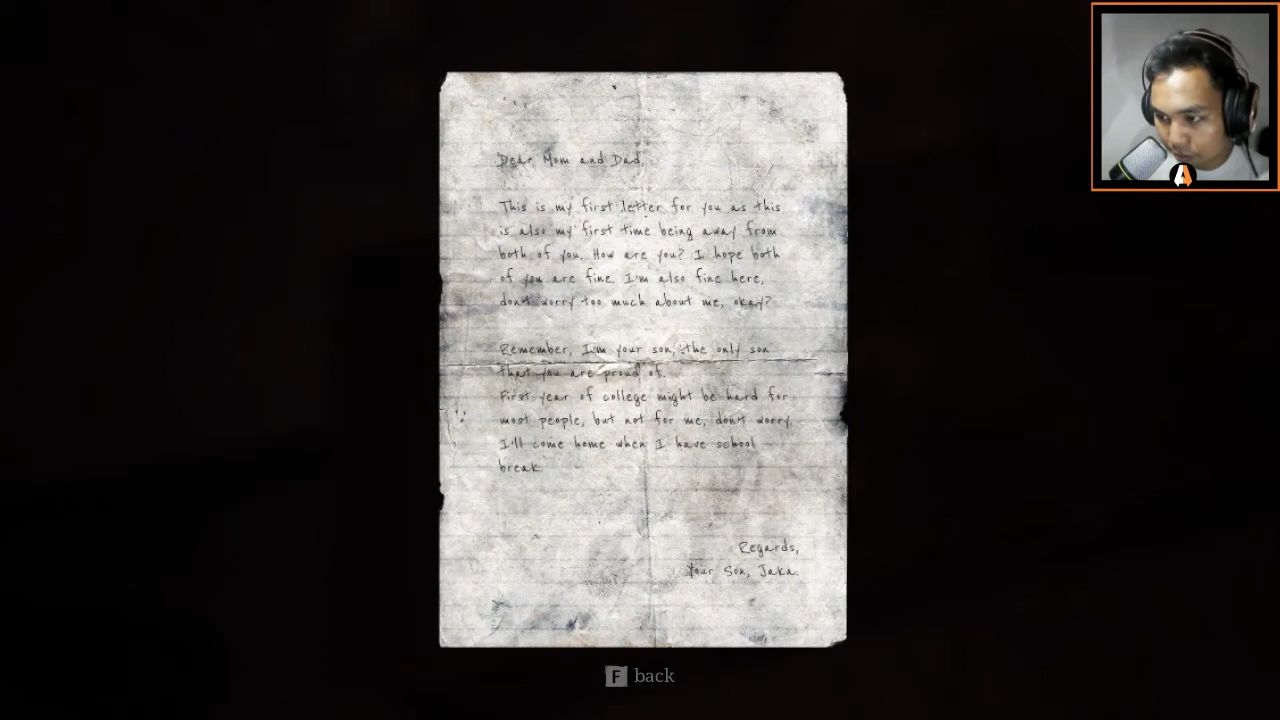 Dear Mom and Dad,
This is my first letter for you as this
is also my first time being away from
both of you. How are you? I hope both
of you are fine. I'm also fine here,
don't worry too much about me, okay?
Remember, I'm your son, the only son
that you are proud of.
First year of college might be hard for
most people, but not for me, don't worry.
I'll come home when I have school
break.
Regards,
Your Son, Jaka.
F back